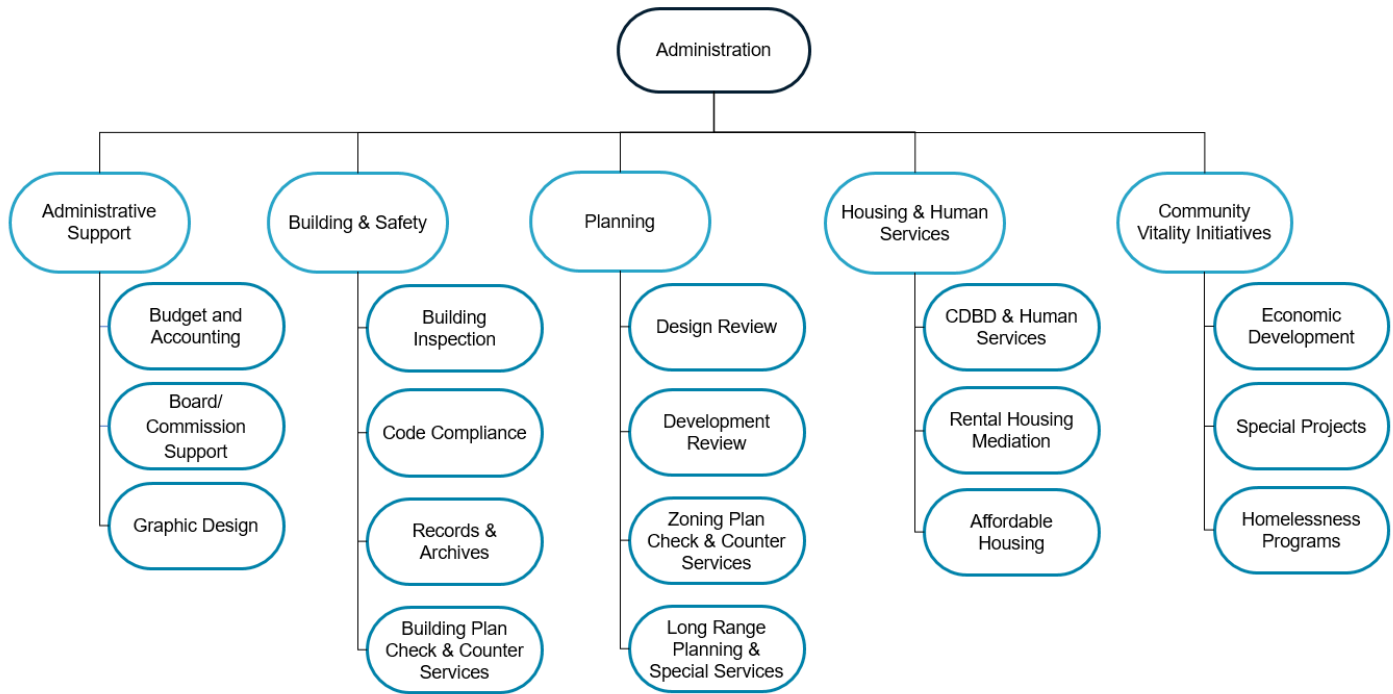 Administration
Administrative
Support
Budget and
Accounting
Board/
Commission
Support
Graphic Design
Building & Safety
Building
Inspection
Code Compliance
Records &
Archives
Building Plan
Check & Counter
Services
Planning
Design Review
Development
Review
Zoning Plan
Check & Counter
Services
Long Range
Planning &
Special Services
Housing & Human
Services
CDBD & Human
Services
Rental Housing
Mediation
Affordable
Housing
Community
Vitality Initiatives
Economic
Development
Special Projects
Homelessness
Programs